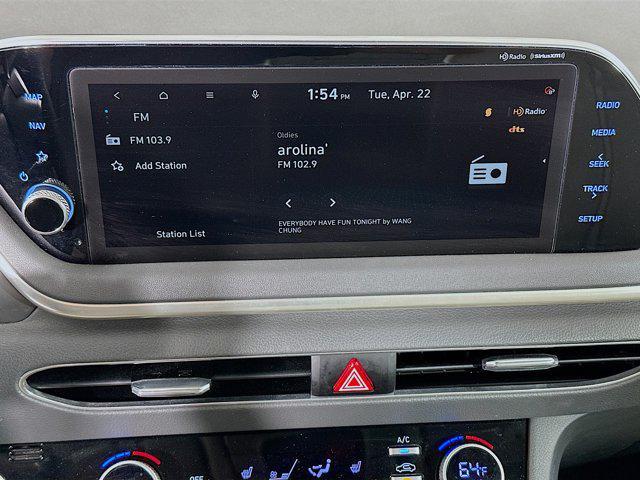 HD Radio SiriusXM
MAP
NAV
1:54 PM
Tue, Apr. 22
FM
FM 103.9
Add Station
Station List
Oldies
arolina'
FM 102.9
EVERYBODY HAVE FUN TONIGHT by WANG
CHUNG
HD Radio
dts
RADIO
MEDIA
SEEK
TRACK
SETUP
OFF
A/C
64°F